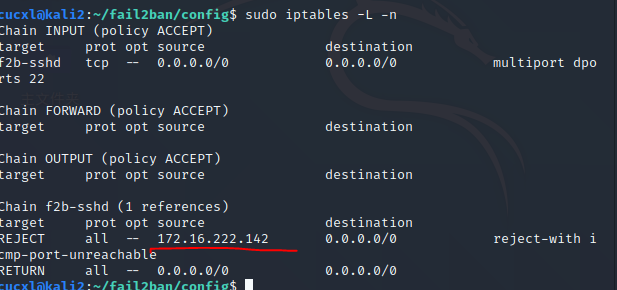 cucxl@kali2:~/fail2ban/config$ sudo iptables -L -n
Chain INPUT (policy ACCEPT)
target     prot opt source               destination
f2b-sshd   tcp  --  0.0.0.0/0            0.0.0.0/0            multiport dpo
rts 22
Chain FORWARD (policy ACCEPT)
target     prot opt source               destination
Chain OUTPUT (policy ACCEPT)
target     prot opt source               destination
Chain f2b-sshd (1 references)
target     prot opt source               destination
REJECT     all  --  172.16.222.142       0.0.0.0/0            reject-with i
cmp-port-unreachable
RETURN     all  --  0.0.0.0/0            0.0.0.0/0
cucxl@kali2:~/fail2ban/config$